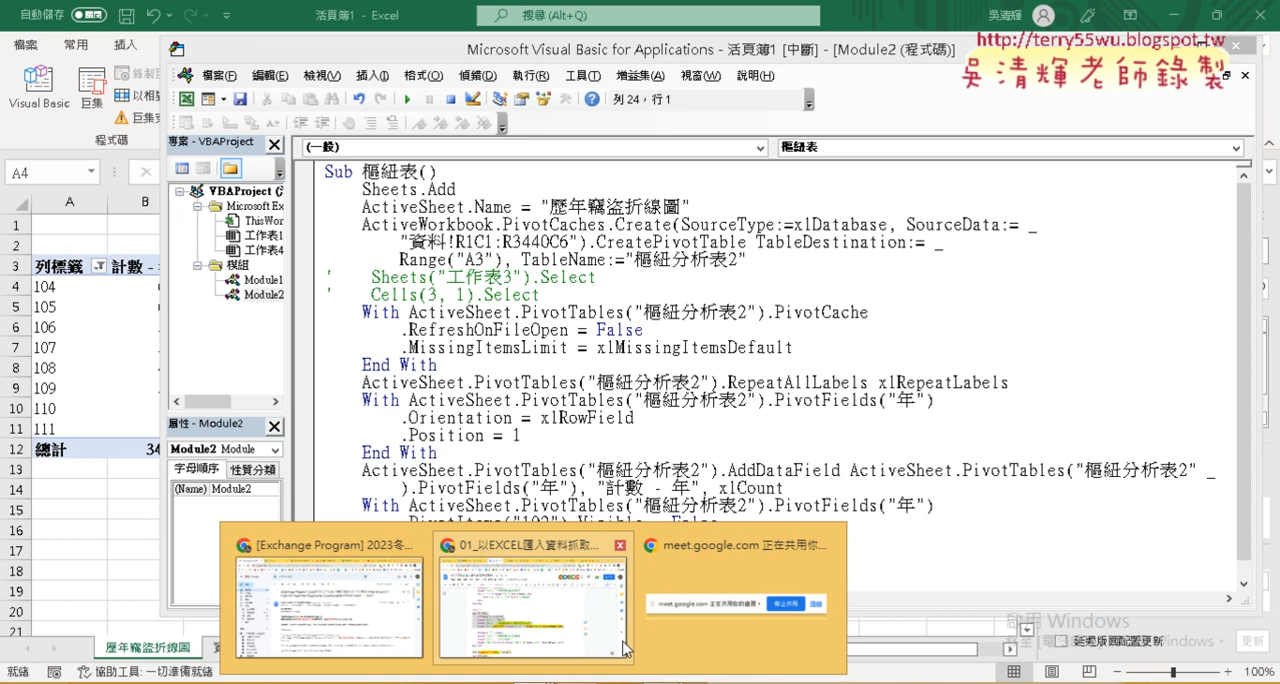 自動儲存
活頁簿1 - Excel
搜尋 (Alt+Q)
吳清輝
檔案
常用
插入
Microsoft Visual Basic for Applications - 活頁簿1 [中斷] - [Module2 (程式碼)]
http://terry55wu.blogspot.tw
吳清輝老師錄製
檔案(F) 編輯(E) 檢視(V) 插入(I) 格式(O) 偵錯(D) 執行(R) 工具(T) 增益集(A) 視窗(W) 說明(H)
Visual Basic
巨集
程式碼
列 24，行 1
專案 - VBAProject
(一般)
樞紐表
A4
VBAProject
Microsoft Ex
ThisWor
工作表1
工作表4
模組
Module1
Module2
A
B
1
2
3 列標籤 計數 -
4 104
5 105
6 106
7 107
8 108
9 109
10 110
11 111
12 總計 34
13
14
15
16
17
18
19
20
21
Sub 樞紐表()
Sheets.Add
ActiveSheet.Name = "歷年竊盜折線圖"
ActiveWorkbook.PivotCaches.Create(SourceType:=xlDatabase, SourceData:= _
"資料!R1C1:R3440C6").CreatePivotTable TableDestination:= _
Range("A3"), TableName:="樞紐分析表2"
' Sheets("工作表3").Select
' Cells(3, 1).Select
With ActiveSheet.PivotTables("樞紐分析表2").PivotCache
.RefreshOnFileOpen = False
.MissingItemsLimit = xlMissingItemsDefault
End With
ActiveSheet.PivotTables("樞紐分析表2").RepeatAllLabels xlRepeatLabels
With ActiveSheet.PivotTables("樞紐分析表2").PivotFields("年")
.Orientation = xlRowField
.Position = 1
End With
ActiveSheet.PivotTables("樞紐分析表2").AddDataField ActiveSheet.PivotTables("樞紐分析表2" _
).PivotFields("年"), "計數 - 年", xlCount
With ActiveSheet.PivotTables("樞紐分析表2").PivotFields("年")
屬性 - Module2
Module2 Module
字母順序 性質分類
(Name) Module2
[Exchange Program] 2023冬...
01_以EXCEL匯入資料抓取...
meet.google.com 正在共用你...
啟用 Windows
延遲版面配置更新
更新
歷年竊盜折線圖
就緒
協助工具: 一切準備就緒
100%